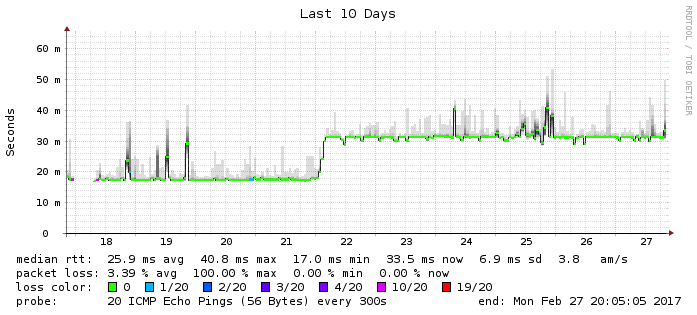 Last 10 Days
RRDTOOL / TOBI OETIKER
Seconds
60 m
50 m
40 m
30 m
20 m
10 m
0
18 19 20 21 22 23 24 25 26 27
median rtt: 25.9 ms avg 40.8 ms max 17.0 ms min 33.5 ms now 6.9 ms sd 3.8 am/s
packet loss: 3.39 % avg 100.00 % max 0.00 % min 0.00 % now
loss color: 0 1/20 2/20 3/20 4/20 10/20 19/20
probe: 20 ICMP Echo Pings (56 Bytes) every 300s end: Mon Feb 27 20:05:05 2017